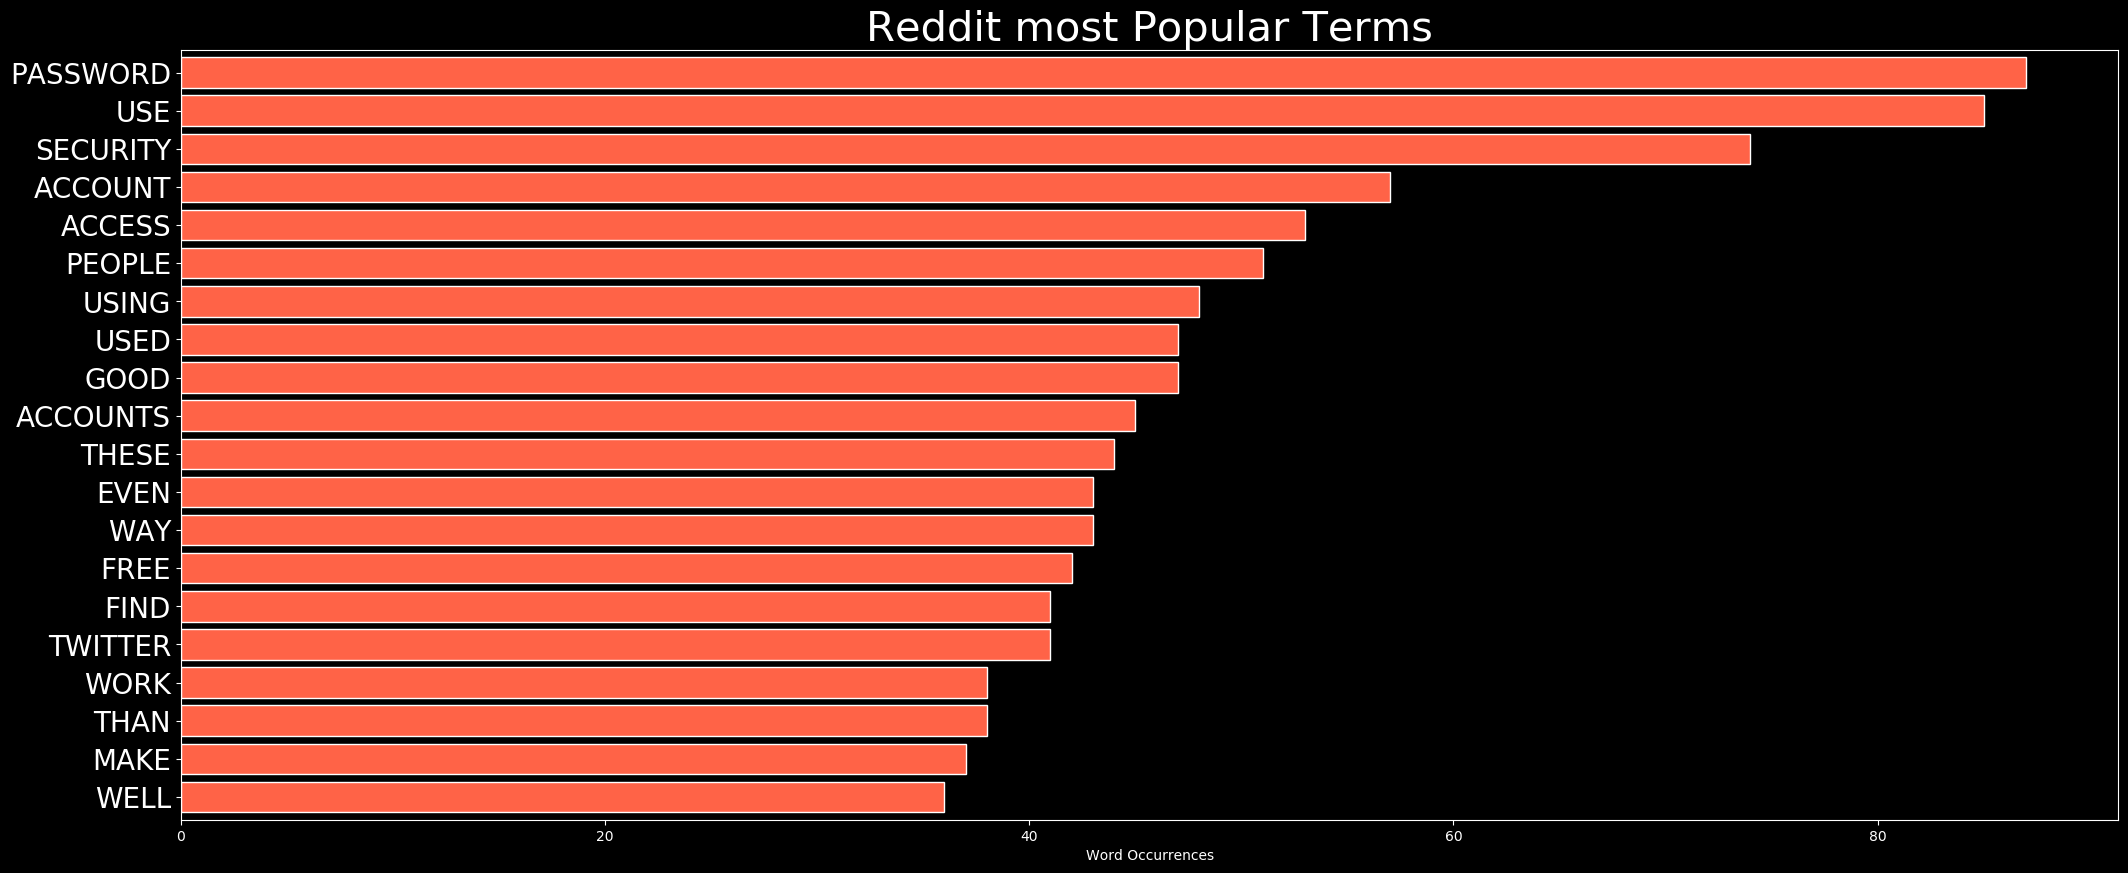 Reddit most Popular Terms
PASSWORD
USE
SECURITY
ACCOUNT
ACCESS
PEOPLE
USING
USED
GOOD
ACCOUNTS
THESE
EVEN
WAY
FREE
FIND
TWITTER
WORK
THAN
MAKE
WELL
0 20 40 60 80
Word Occurrences